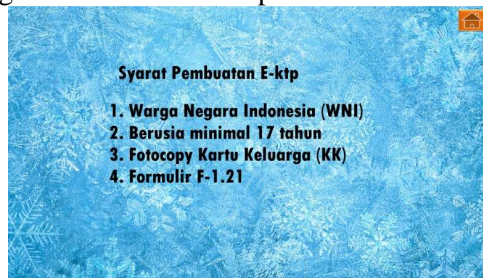 Syarat Pembuatan E-ktp
1. Warga Negara Indonesia (WNI)
2. Berusia minimal 17 tahun
3. Fotocopy Kartu Keluarga (KK)
4. Formulir F-1.21